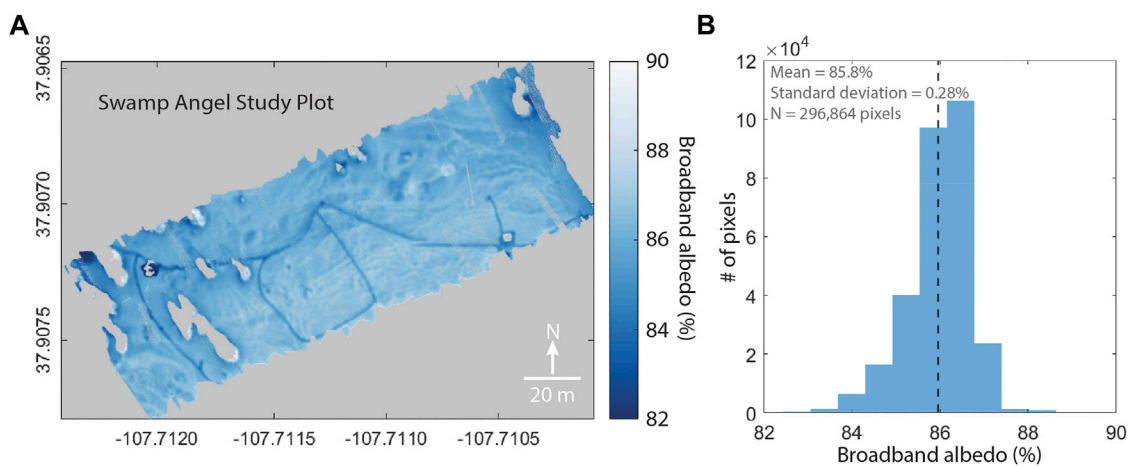 A
37.9065
37.9070
37.9075
Swamp Angel Study Plot
N
20 m
-107.7120
-107.7115
-107.7110
-107.7105
90
88
86
84
82
Broadband albedo (%)
B
×10⁴
Mean = 85.8%
Standard deviation = 0.28%
N = 296,864 pixels
12
10
8
6
4
2
0
# of pixels
82
84
86
88
90
Broadband albedo (%)